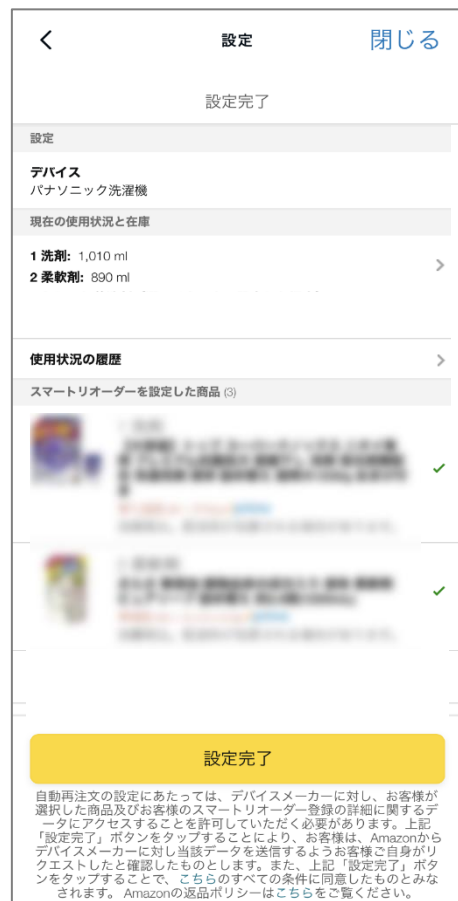 設定
閉じる
設定完了
設定
デバイス
パナソニック洗濯機
現在の使用状況と在庫
1 洗剤: 1,010 ml
2 柔軟剤: 890 ml
使用状況の履歴
スマートリオーダーを設定した商品 (3)
設定完了
自動再注文の設定にあたっては、デバイスメーカーに対し、お客様が
選択した商品及びお客様のスマートリオーダー登録の詳細に関するデ
ータにアクセスすることを許可していただく必要があります。上記
「設定完了」ボタンをタップすることにより、お客様は、Amazonから
デバイスメーカーに対し当該データを送信するようお客様ご自身がリ
クエストしたと確認したものとします。また、上記「設定完了」ボタ
ンをタップすることで、こちらのすべての条件に同意したものとみな
されます。 Amazonの返品ポリシーはこちらをご覧ください。